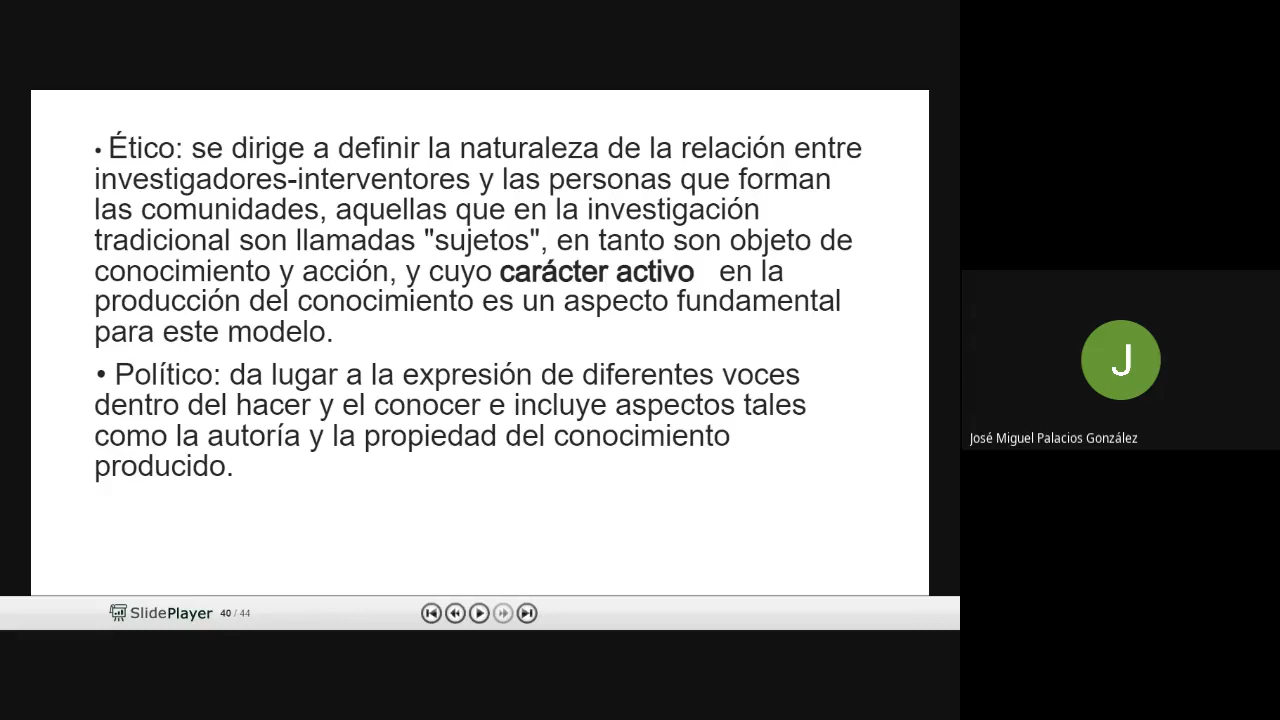 • Ético: se dirige a definir la naturaleza de la relación entre
investigadores-interventores y las personas que forman
las comunidades, aquellas que en la investigación
tradicional son llamadas "sujetos", en tanto son objeto de
conocimiento y acción, y cuyo carácter activo en la
producción del conocimiento es un aspecto fundamental
para este modelo.
• Político: da lugar a la expresión de diferentes voces
dentro del hacer y el conocer e incluye aspectos tales
como la autoría y la propiedad del conocimiento
producido.
SlidePlayer 40 / 44
J
José Miguel Palacios González